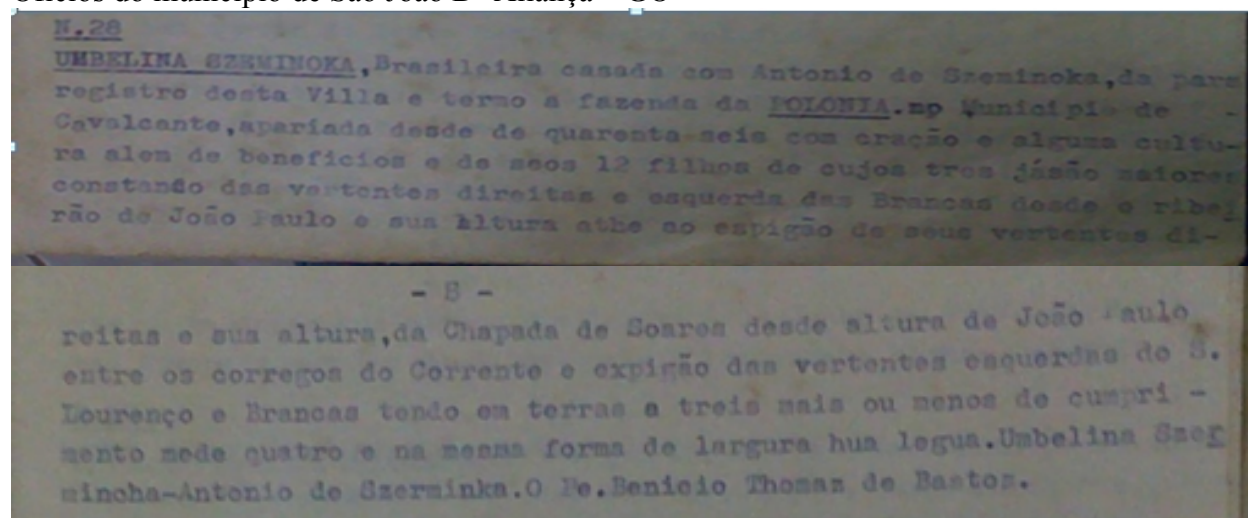 Ofícios do município de São João D' Aliança – GO
N.28
UMBELINA SZEMINOKA,Brasileira casada com Antonio de Szeminoka,da para
registro desta Villa e termo a fazenda da POLONIA.mp Municipio de -
Cavalcante,apariada desde de quarenta seis com cração e alguma cultu-
ra alem de beneficios e de seos 12 filhos de cujos tres jásão maiores
constando das vertentes direitas e esquerda das Brancas desde o ribei
rão de João Paulo e sua altura athe ao espigão de seus vertentes di-
- 8 -
reitas e sua altura,da Chapada de Soares desde altura de João Paulo
entre os corregos do Corrente e expigão das vertentes esquerdas do S.
Lourenço e Brancas tendo em terras a treis mais ou menos de cumpri -
mento mede quatro e na mesma forma de largura hua legua.Umbelina Szer
mincha-Antonio de Szerminka.O Pe.Benicio Thomaz de Bastos.